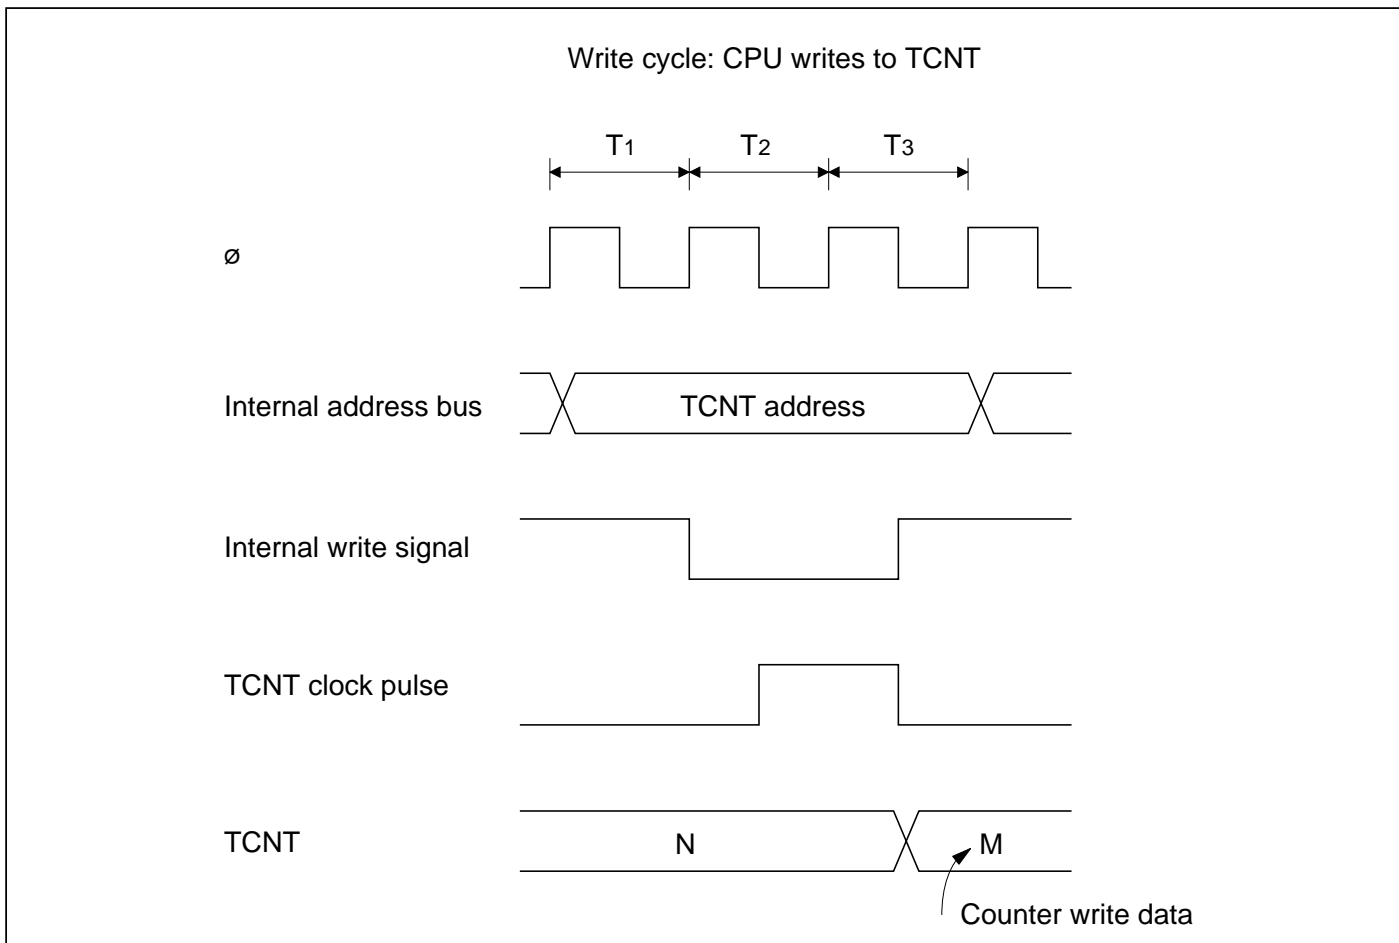 Write cycle: CPU writes to TCNT
T1 T2 T3
ø
Internal address bus TCNT address
Internal write signal
TCNT clock pulse
TCNT N M
Counter write data